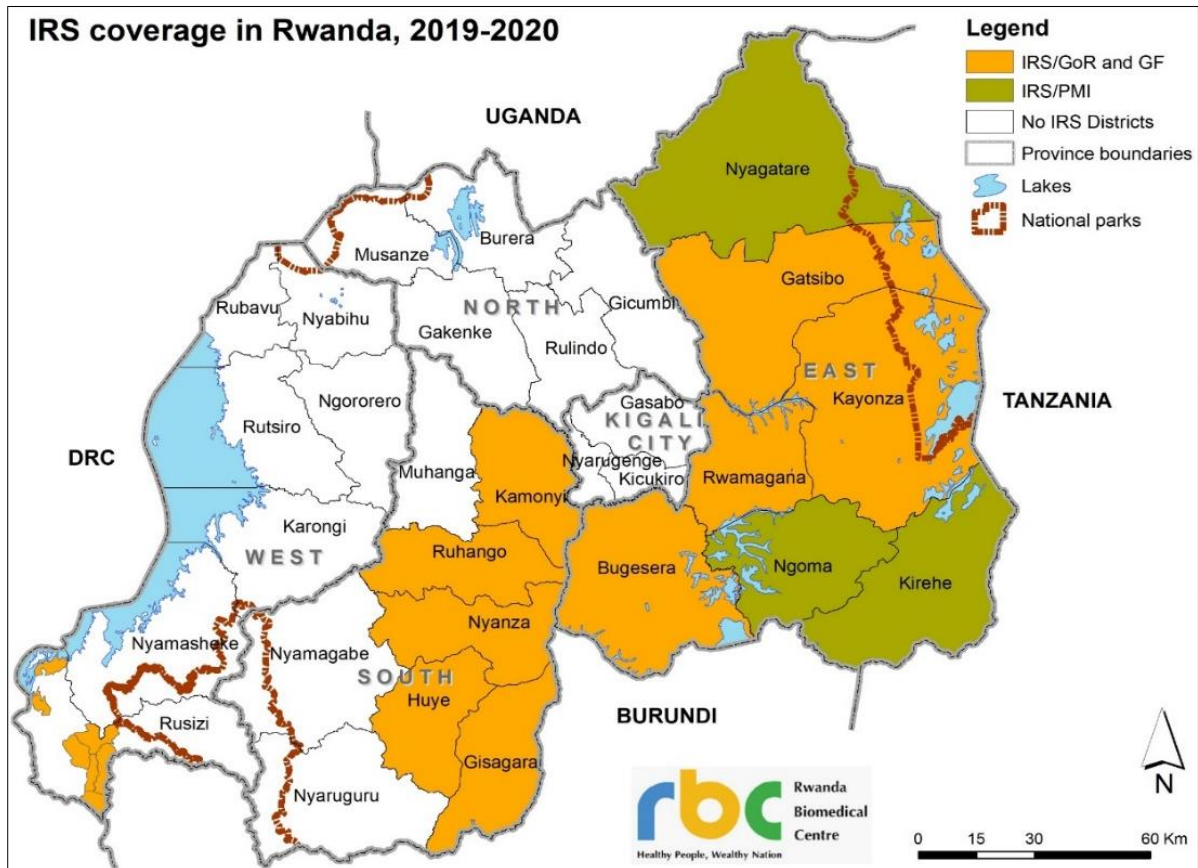 IRS coverage in Rwanda, 2019-2020
Legend
IRS/GoR and GF
IRS/PMI
No IRS Districts
Province boundaries
Lakes
National parks
UGANDA
Nyagatare
Musanze
Burera
Gatsibo
Rubavu
Nyabihu
NORTH
Gicumbi
Gakenke
Rulindo
EAST
Kayonza
TANZANIA
Ngororero
Rutsiro
Gasabo
KIGALI
CITY
DRC
Muhanga
Nyarugenge
Kicukiro
Rwamagana
Kamonyi
Karongi
WEST
Ruhango
Bugesera
Ngoma
Kirehe
Nyanza
Nyamasheke
Nyamagabe
SOUTH
Huye
Rusizi
BURUNDI
Gisagara
Nyaruguru
rbc
Rwanda
Biomedical
Centre
Healthy People, Wealthy Nation
N
0 15 30 60 Km